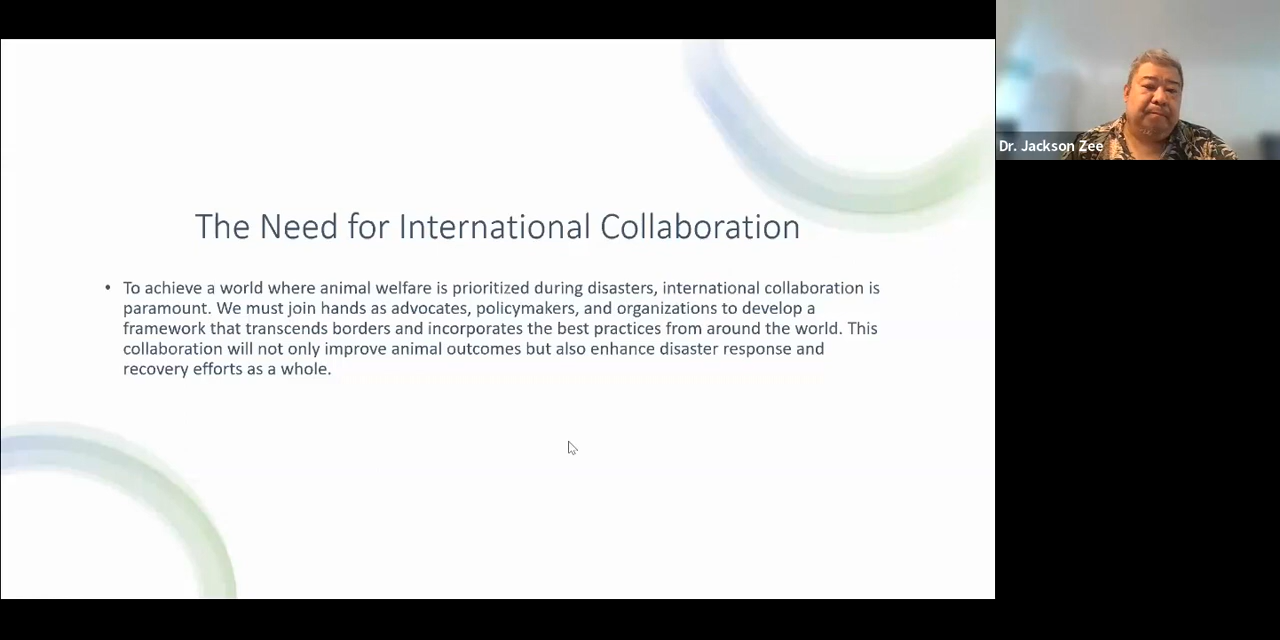 The Need for International Collaboration
• To achieve a world where animal welfare is prioritized during disasters, international collaboration is
paramount. We must join hands as advocates, policymakers, and organizations to develop a
framework that transcends borders and incorporates the best practices from around the world. This
collaboration will not only improve animal outcomes but also enhance disaster response and
recovery efforts as a whole.
Dr. Jackson Zee